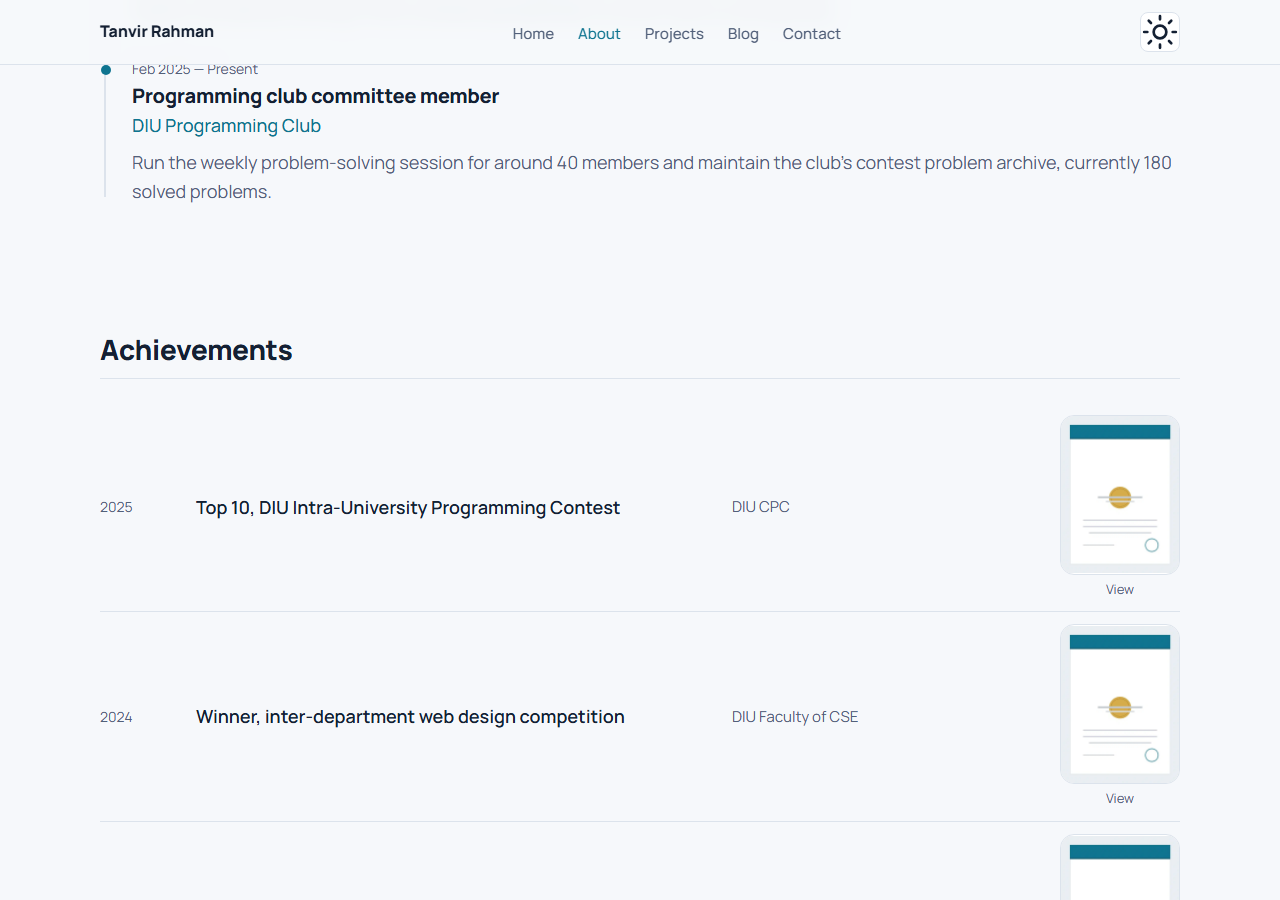 Tanvir Rahman
Home About Projects Blog Contact
Feb 2025 — Present
Programming club committee member
DIU Programming Club
Run the weekly problem-solving session for around 40 members and maintain the club's contest problem archive, currently 180
solved problems.
Achievements
2025 Top 10, DIU Intra-University Programming Contest DIU CPC
View
2024 Winner, inter-department web design competition DIU Faculty of CSE
View